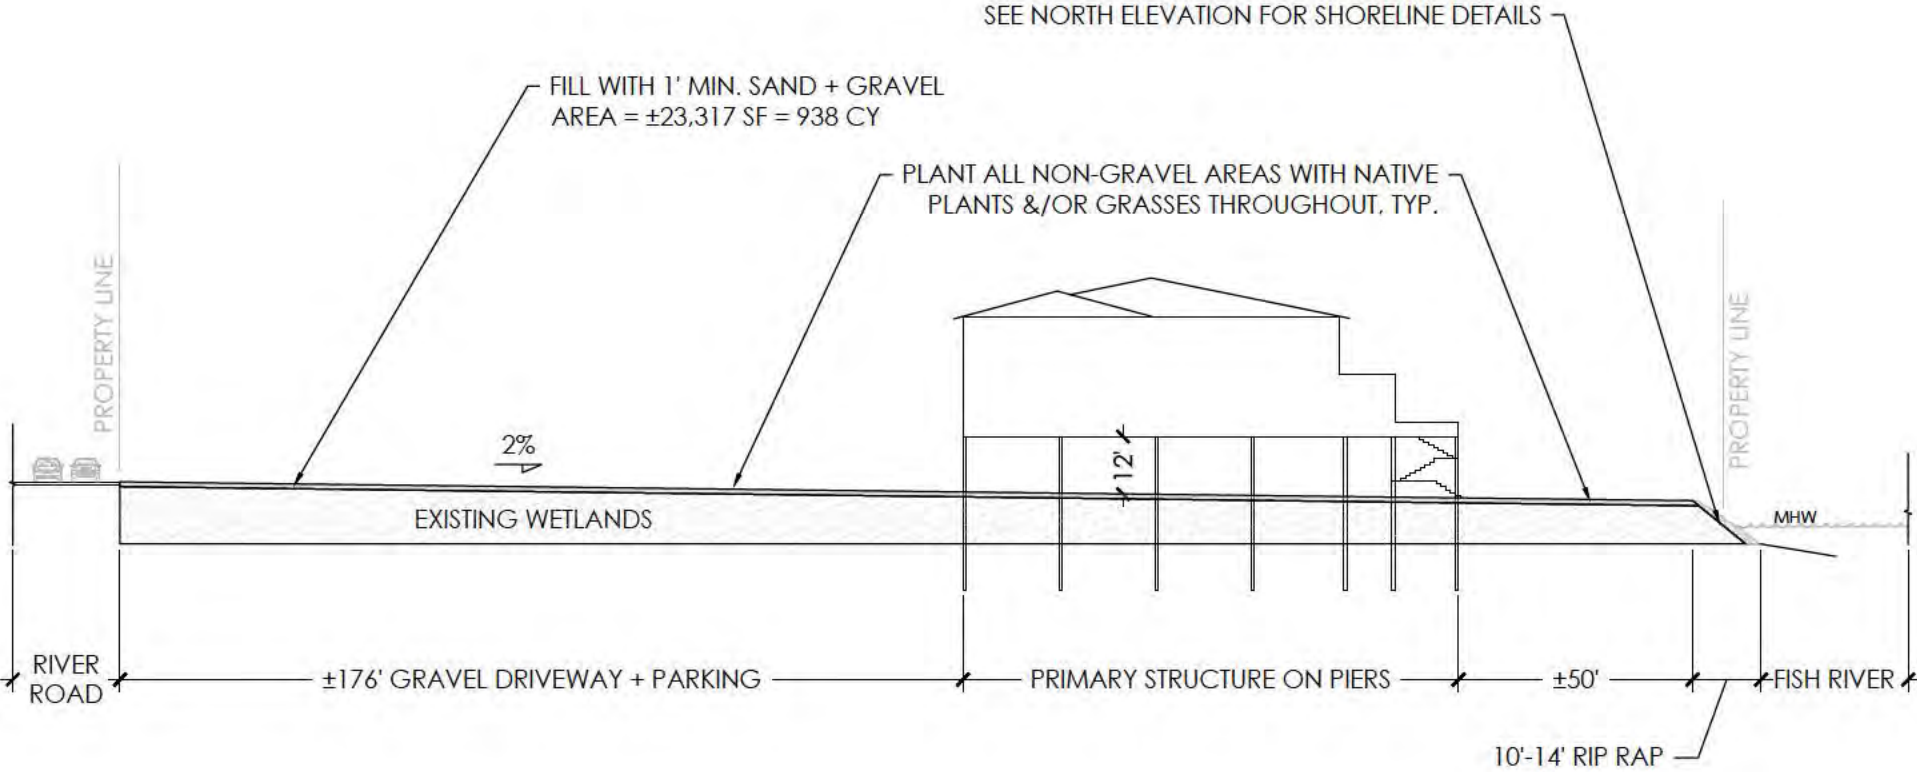 SEE NORTH ELEVATION FOR SHORELINE DETAILS
FILL WITH 1' MIN. SAND + GRAVEL
AREA = ±23,317 SF = 938 CY
PLANT ALL NON-GRAVEL AREAS WITH NATIVE
PLANTS &/OR GRASSES THROUGHOUT, TYP.
PROPERTY LINE
PROPERTY LINE
2%
12'
EXISTING WETLANDS
MHW
RIVER
ROAD
±176' GRAVEL DRIVEWAY + PARKING
PRIMARY STRUCTURE ON PIERS
±50'
FISH RIVER
10'-14' RIP RAP